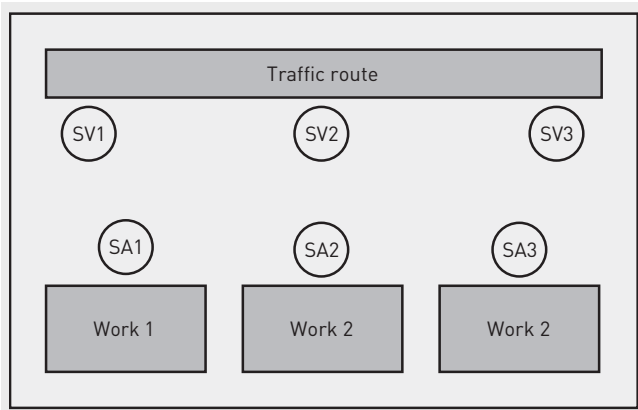 Traffic route
SV1 SV2 SV3
SA1 SA2 SA3
Work 1 Work 2 Work 2